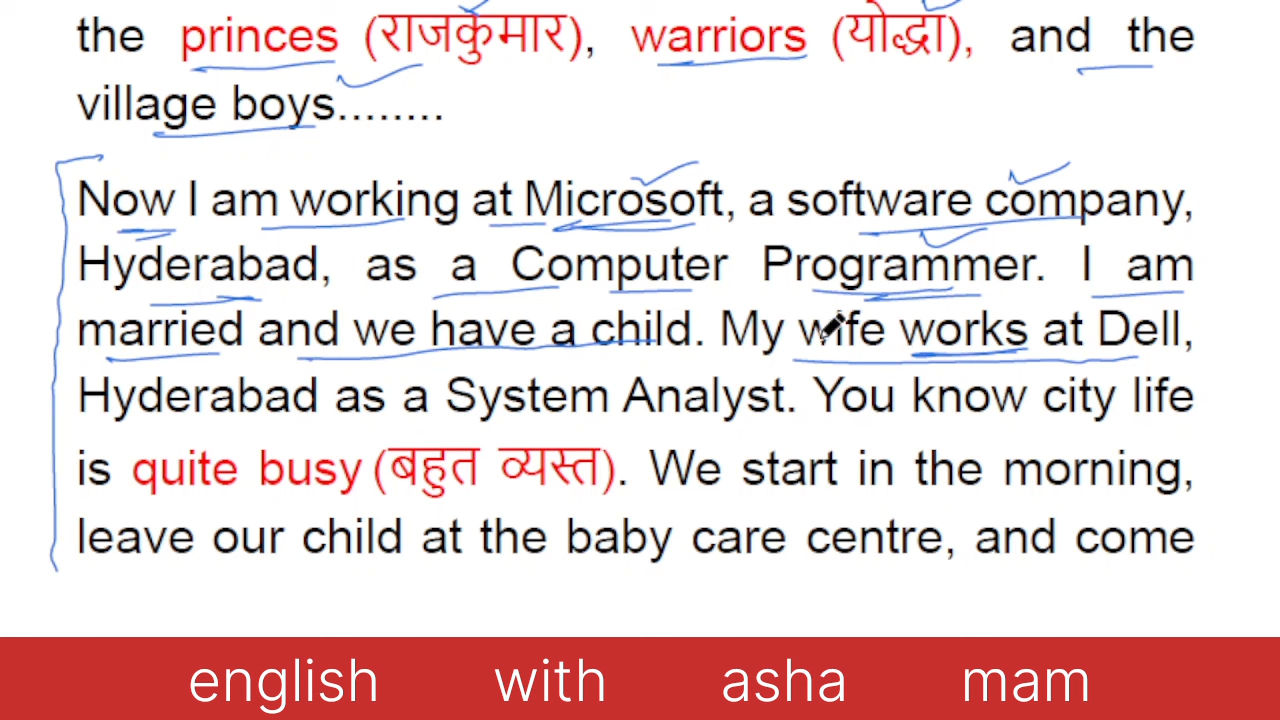 the princes (राजकुमार), warriors (योद्धा), and the
village boys........
Now I am working at Microsoft, a software company,
Hyderabad, as a Computer Programmer. I am
married and we have a child. My wife works at Dell,
Hyderabad as a System Analyst. You know city life
is quite busy (बहुत व्यस्त). We start in the morning,
leave our child at the baby care centre, and come
english with asha mam